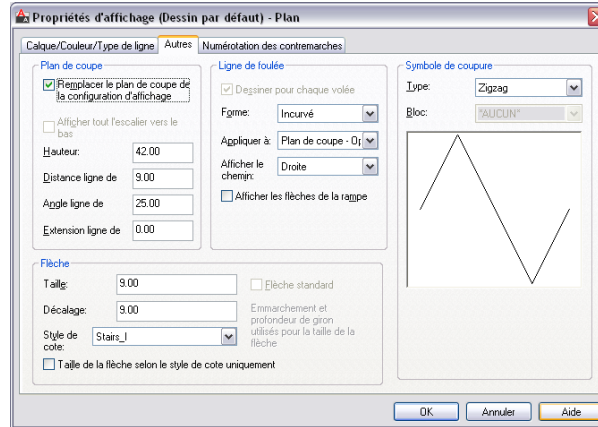 Propriétés d'affichage (Dessin par défaut) - Plan
Calque/Couleur/Type de ligne
Autres
Numérotation des contremarches
Plan de coupe
Remplacer le plan de coupe de
la configuration d'affichage
Afficher tout l'escalier vers le
bas
Hauteur: 42.00
Distance ligne de 9.00
Angle ligne de 25.00
Extension ligne de 0.00
Ligne de foulée
Dessiner pour chaque volée
Forme: Incurvé
Appliquer à: Plan de coupe - Op
Afficher le
chemin: Droite
Afficher les flèches de la rampe
Symbole de coupure
Type: Zigzag
Bloc: *AUCUN*
Flèche
Taille: 9.00
Flèche standard
Décalage: 9.00
Emmarchement et
profondeur de giron
utilisés pour la taille de la
flèche
Style de
cote: Stairs_I
Taille de la flèche selon le style de cote uniquement
OK
Annuler
Aide